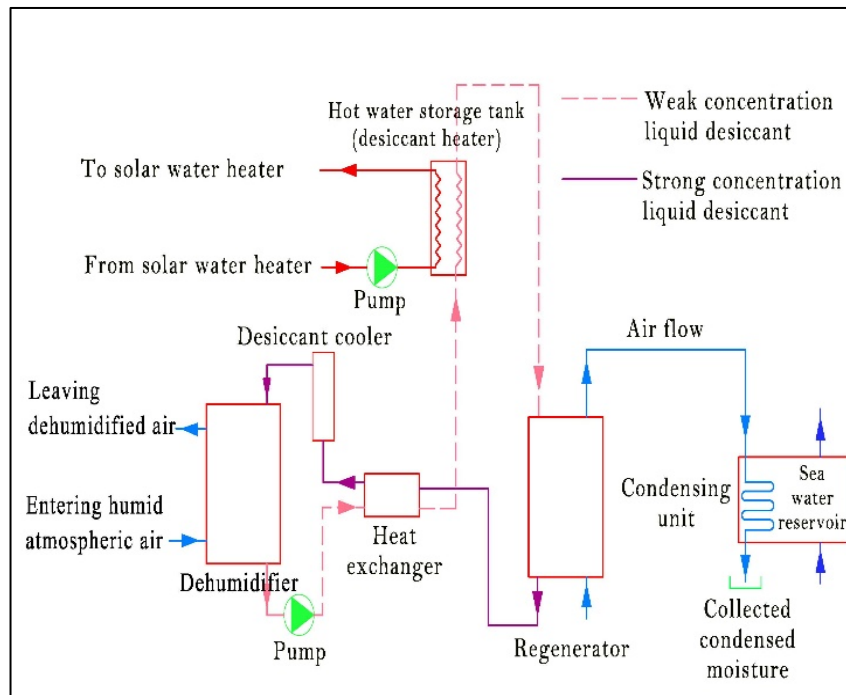 Hot water storage tank
(desiccant heater)
Weak concentration
liquid desiccant
To solar water heater
Strong concentration
liquid desiccant
From solar water heater
Pump
Desiccant cooler
Air flow
Leaving
dehumidified air
Entering humid
atmospheric air
Condensing
unit
Sea
water
reservoir
Heat
exchanger
Dehumidifier
Pump
Regenerator
Collected
condensed
moisture